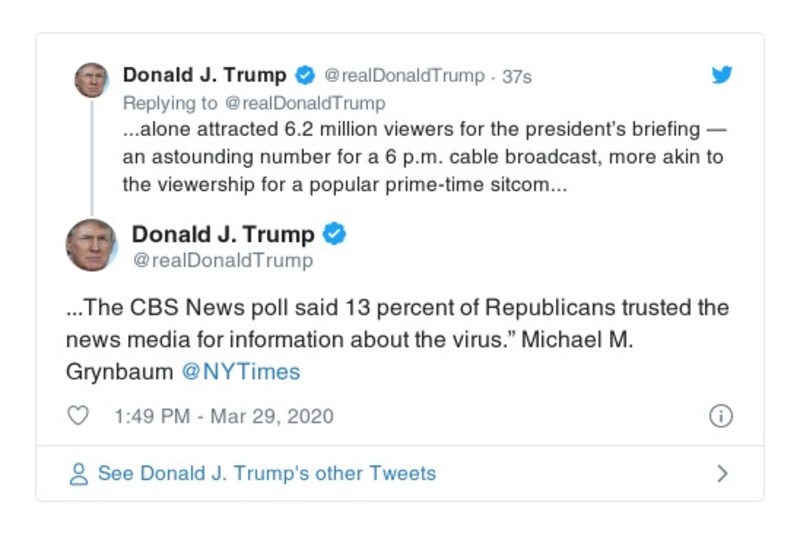 Donald J. Trump @realDonaldTrump · 37s
Replying to @realDonaldTrump
...alone attracted 6.2 million viewers for the president’s briefing —
an astounding number for a 6 p.m. cable broadcast, more akin to
the viewership for a popular prime-time sitcom...
Donald J. Trump
@realDonaldTrump
...The CBS News poll said 13 percent of Republicans trusted the
news media for information about the virus.” Michael M.
Grynbaum @NYTimes
1:49 PM - Mar 29, 2020
See Donald J. Trump's other Tweets